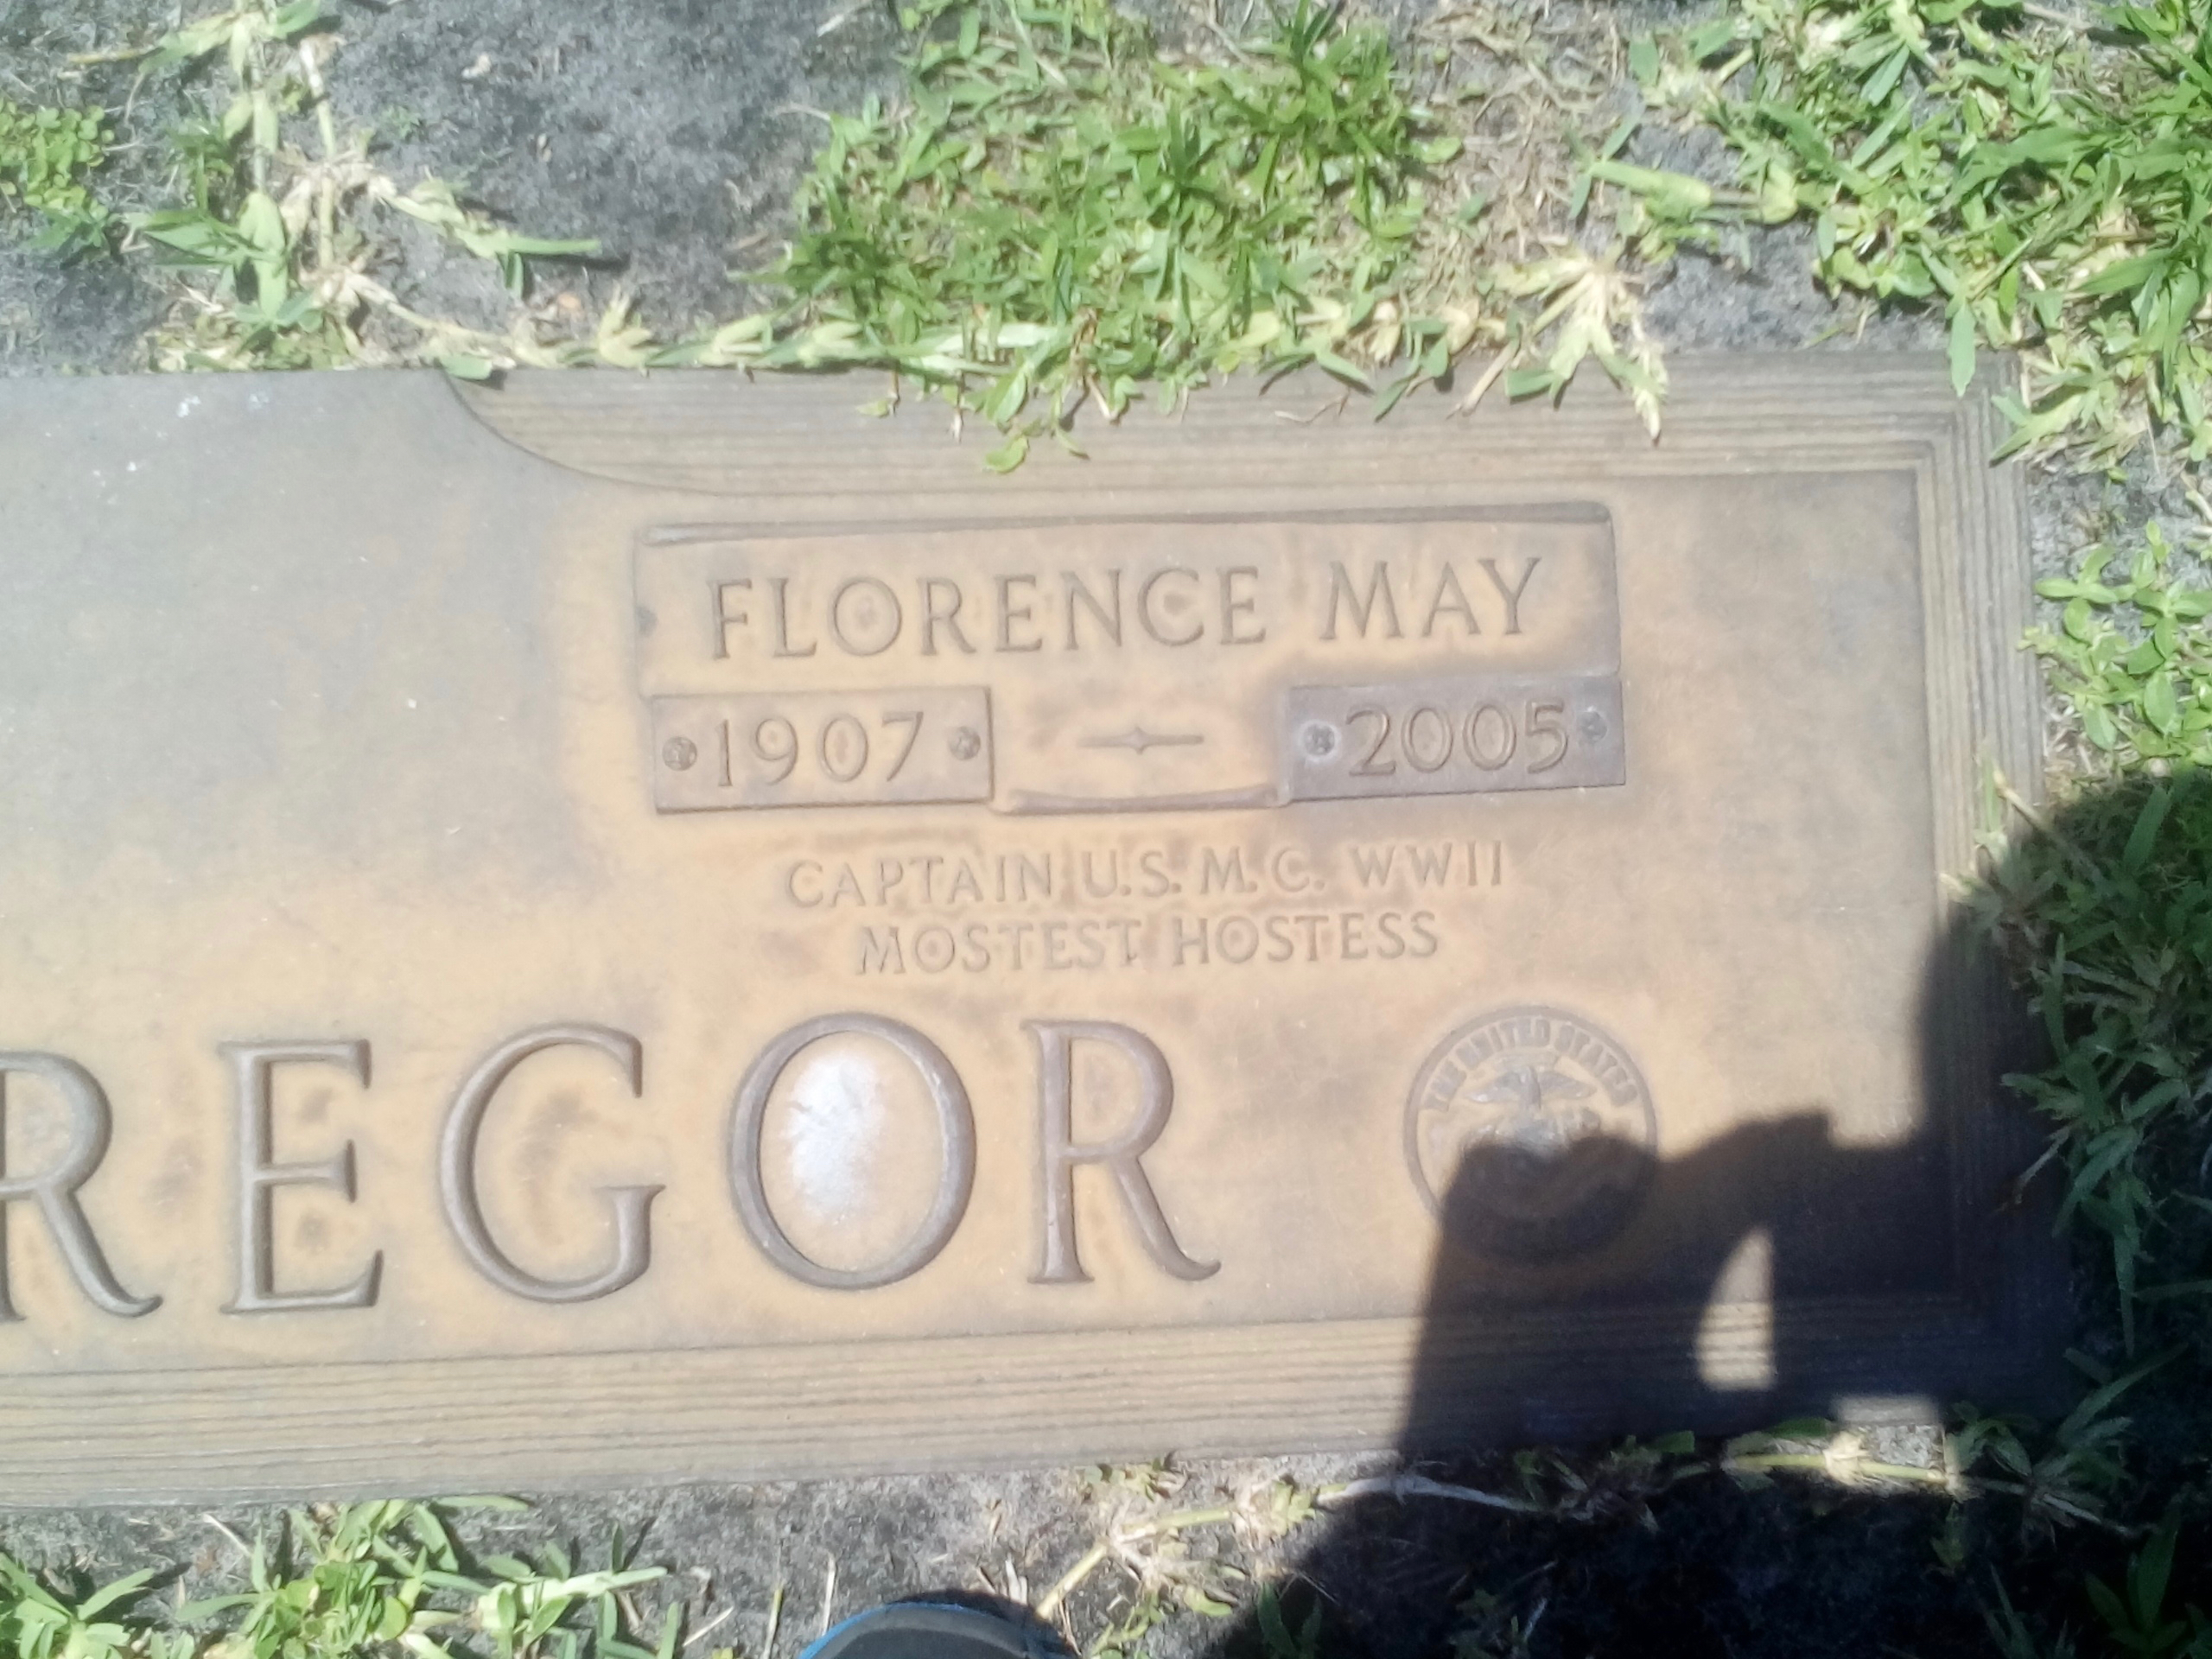 FLORENCE MAY
1907 2005
CAPTAIN U.S.M.C. WWII
MOSTEST HOSTESS
REGOR
THE UNITED STATES